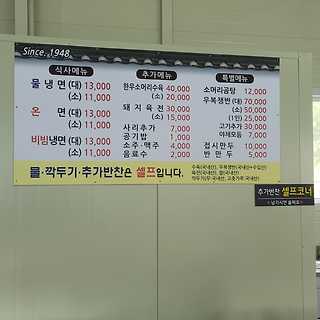 Since. 1948.
식사메뉴
물 냉 면 (대) 13,000
(소) 11,000
온 면 (대) 13,000
(소) 11,000
비빔냉면 (대) 13,000
(소) 11,000
추가메뉴
한우소머리수육 40,000
(소) 20,000
돼 지 육 전 30,000
(소) 15,000
사리추가 7,000
공기밥 1,000
소주·맥주 4,000
음료수 2,000
특별메뉴
소머리곰탕 12,000
우복쟁반 (대) 70,000
(소) 50,000
(1인) 25,000
고기추가 30,000
야채모듬 7,000
접시만두 10,000
반 만 두 5,000
물·깍두기·추가반찬은 셀프입니다.
추가반찬 셀프코너